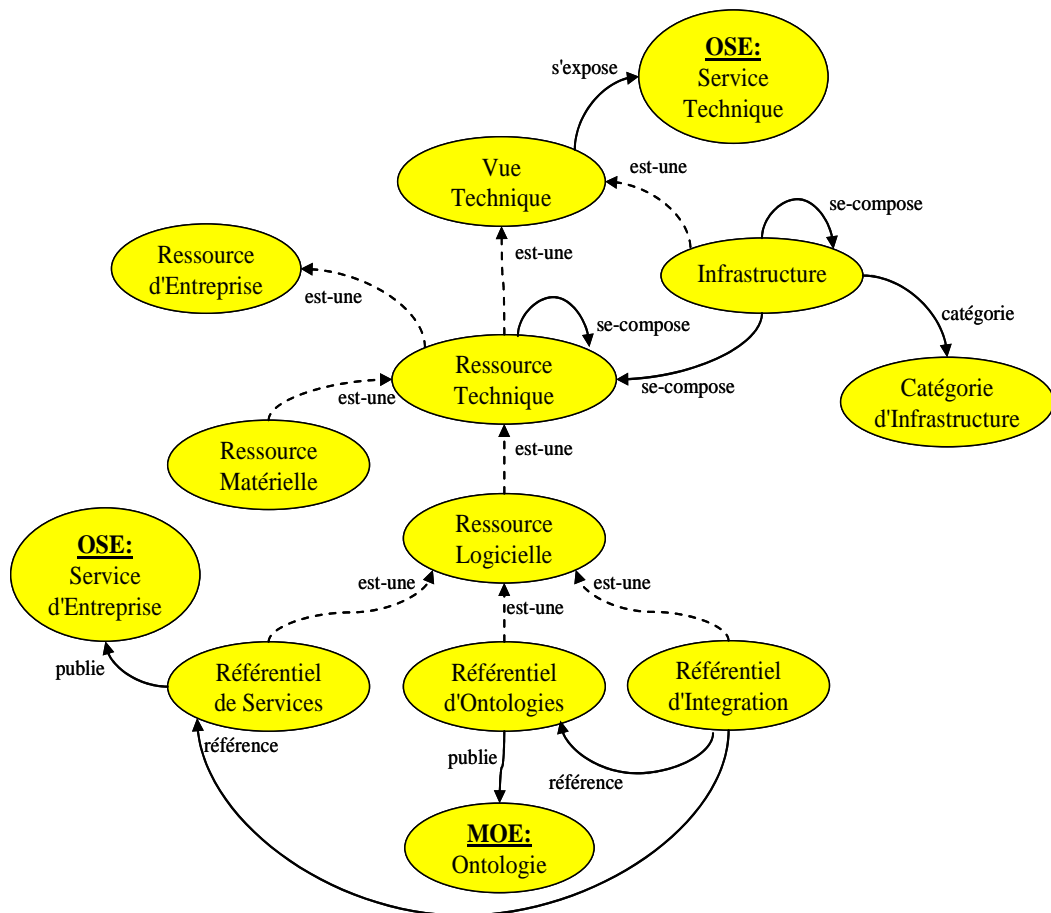 OSE:
Service
Technique
s'expose
Vue
Technique
est-une
se-compose
Ressource
d'Entreprise
est-une
Infrastructure
est-une
se-compose
catégorie
Ressource
Technique
se-compose
est-une
Catégorie
d'Infrastructure
Ressource
Matérielle
est-une
Ressource
Logicielle
OSE:
Service
d'Entreprise
est-une
est-une
est-une
publie
Référentiel
de Services
Référentiel
d'Ontologies
Référentiel
d'Integration
référence
publie
référence
MOE:
Ontologie